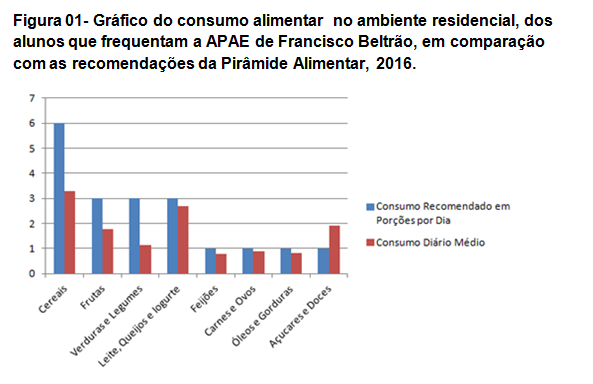 Figura 01- Gráfico do consumo alimentar no ambiente residencial, dos
alunos que frequentam a APAE de Francisco Beltrão, em comparação
com as recomendações da Pirâmide Alimentar, 2016.
7
6
5
4
3
2
1
0
Cereais
Frutas
Verduras e Legumes
Leite, Queijos e Iogurte
Feijões
Carnes e Ovos
Óleos e Gorduras
Açucares e Doces
Consumo Recomendado em
Porções por Dia
Consumo Diário Médio